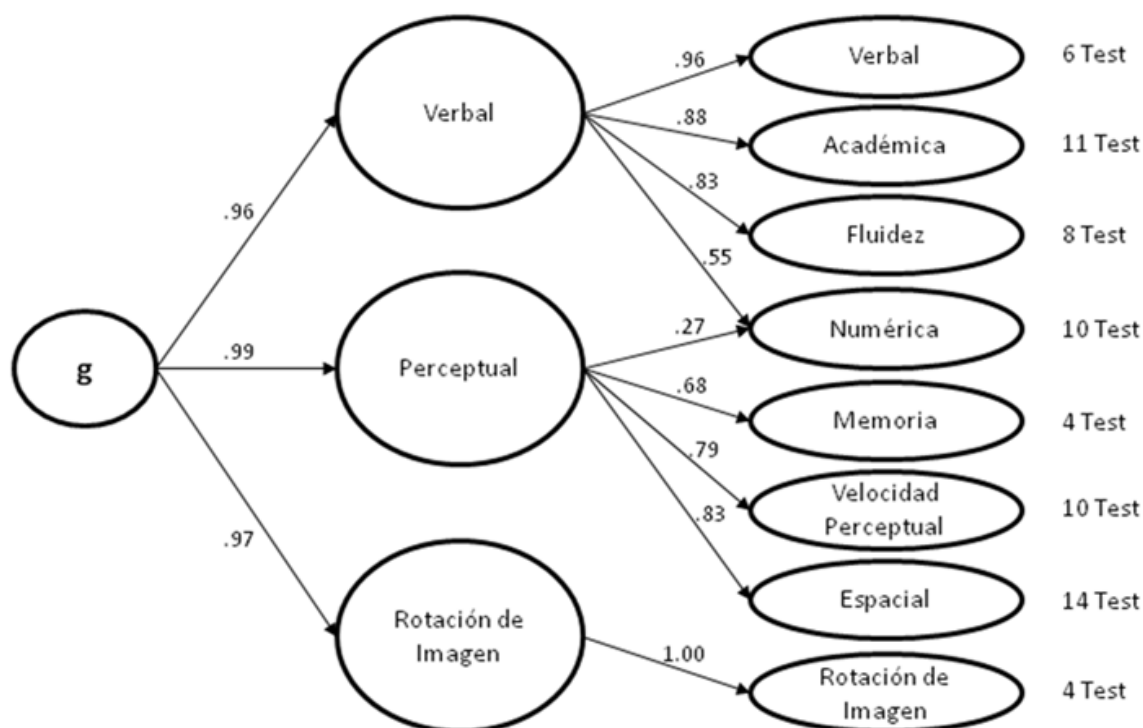 g
.96
.99
.97
Verbal
Perceptual
Rotación de
Imagen
.96
.88
.83
.55
.27
.68
.79
.83
1.00
Verbal
6 Test
Académica
11 Test
Fluidez
8 Test
Numérica
10 Test
Memoria
4 Test
Velocidad
Perceptual
10 Test
Espacial
14 Test
Rotación de
Imagen
4 Test